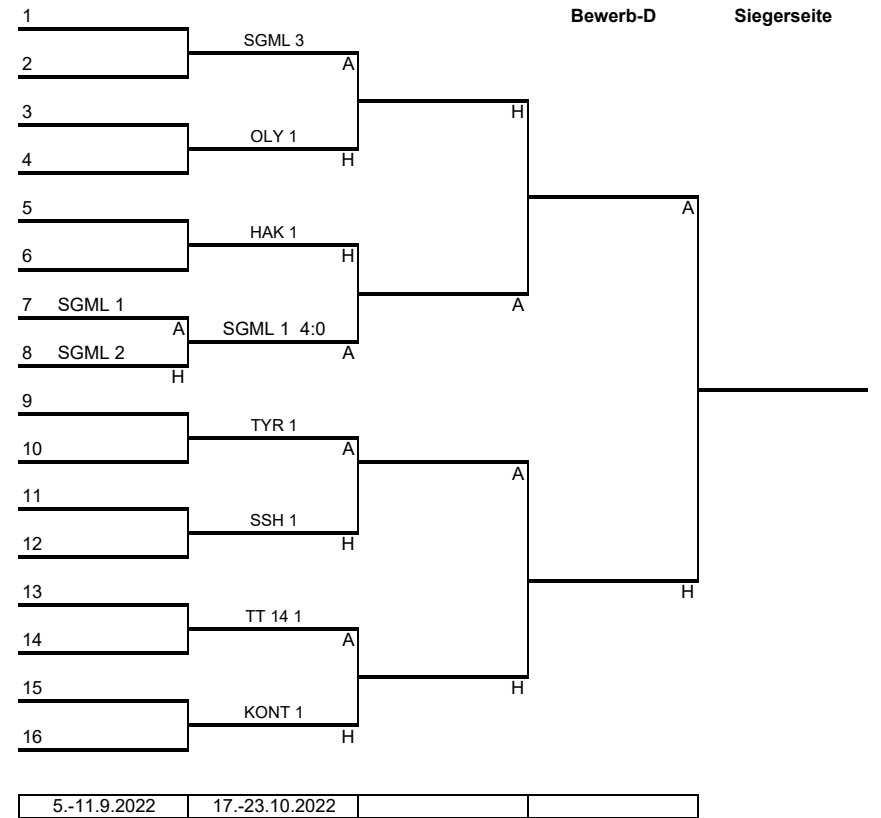 1 Bewerb-D Siegerseite
SGML 3
2 A
3 H
OLY 1
4 H
5 A
HAK 1
6 H
7 SGML 1 A
A SGML 1 4:0
8 SGML 2 A
H
9
TYR 1
10 A
A
11
SSH 1
12 H
13 H
TT 14 1
14 A
15 H
KONT 1
16 H
5.-11.9.2022 17.-23.10.2022